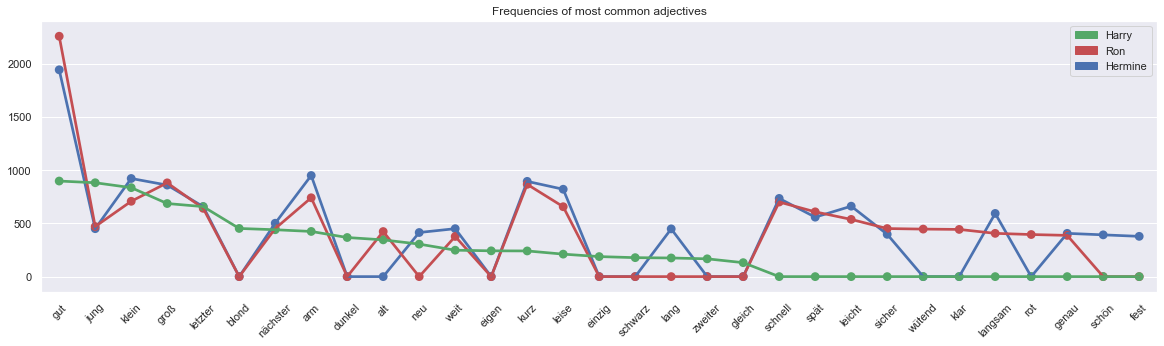 Frequencies of most common adjectives
Harry
Ron
Hermine
2000
1500
1000
500
0
gut
jung
klein
groß
letzter
blond
nächster
arm
dunkel
alt
neu
weit
eigen
kurz
leise
einzig
schwarz
lang
zweiter
gleich
schnell
spät
leicht
sicher
wütend
klar
langsam
rot
genau
schön
fest